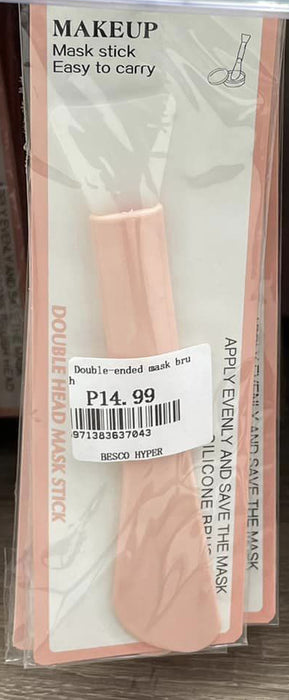 MAKEUP
Mask stick
Easy to carry
DOUBLE HEAD MASK STICK
Double-ended mask bru
h
P14.99
971383637043
BESCO HYPER
APPLY EVENLY AND SAVE THE MASK
SILICONE
APPLY EVENLY AND SAVE THE MASK